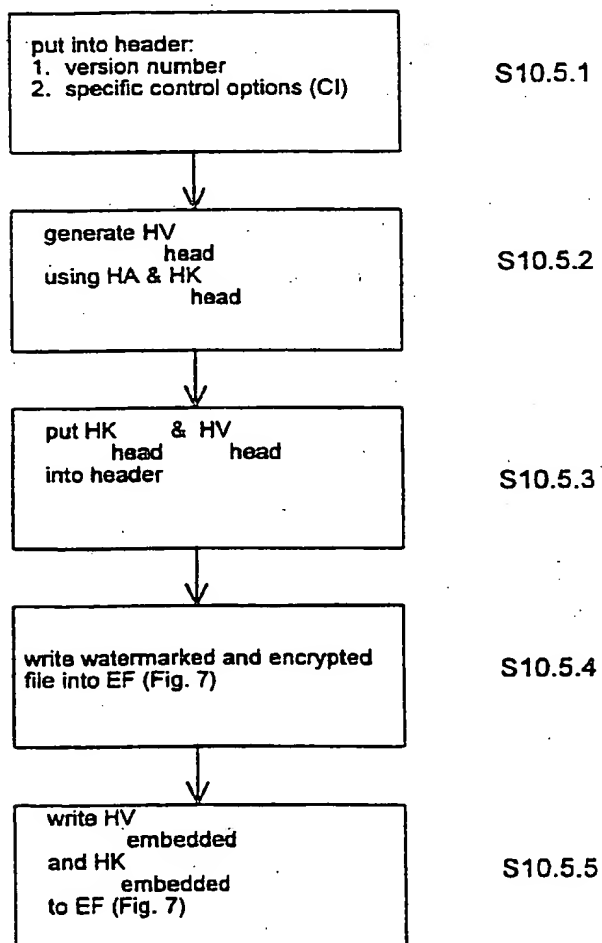 put into header:
1. version number
2. specific control options (CI)
S10.5.1
generate HV
head
using HA & HK
head
S10.5.2
put HK & HV
head head
into header
S10.5.3
write watermarked and encrypted
file into EF (Fig. 7)
S10.5.4
write HV
embedded
and HK
embedded
to EF (Fig. 7)
S10.5.5